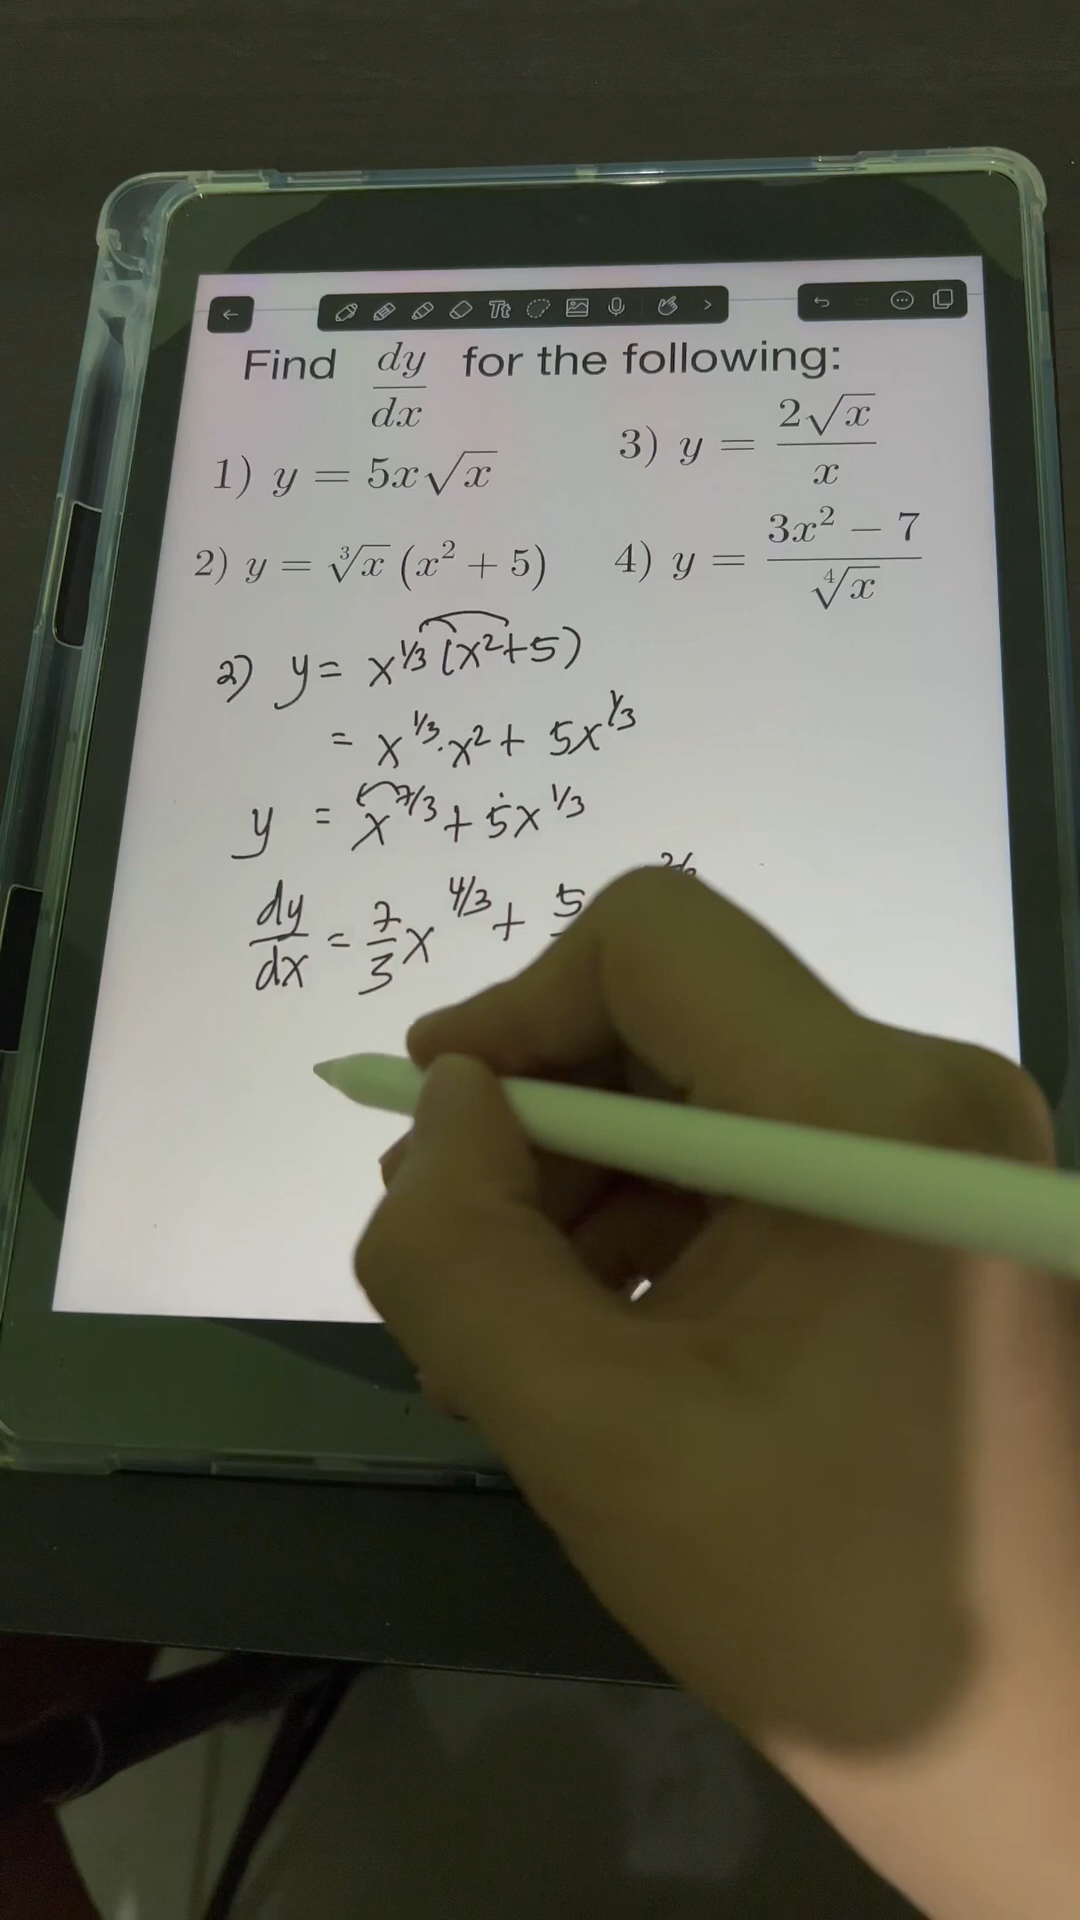 Find dy/dx for the following:
1) y = 5x√x
2) y = ∛x (x² + 5)
3) y = 2√x / x
4) y = (3x² − 7) / ∜x
2) y = x^1/3 (x²+5)
= x^1/3 · x² + 5x^1/3
y = x^7/3 + 5x^1/3
dy/dx = 7/3 x^4/3 + 5